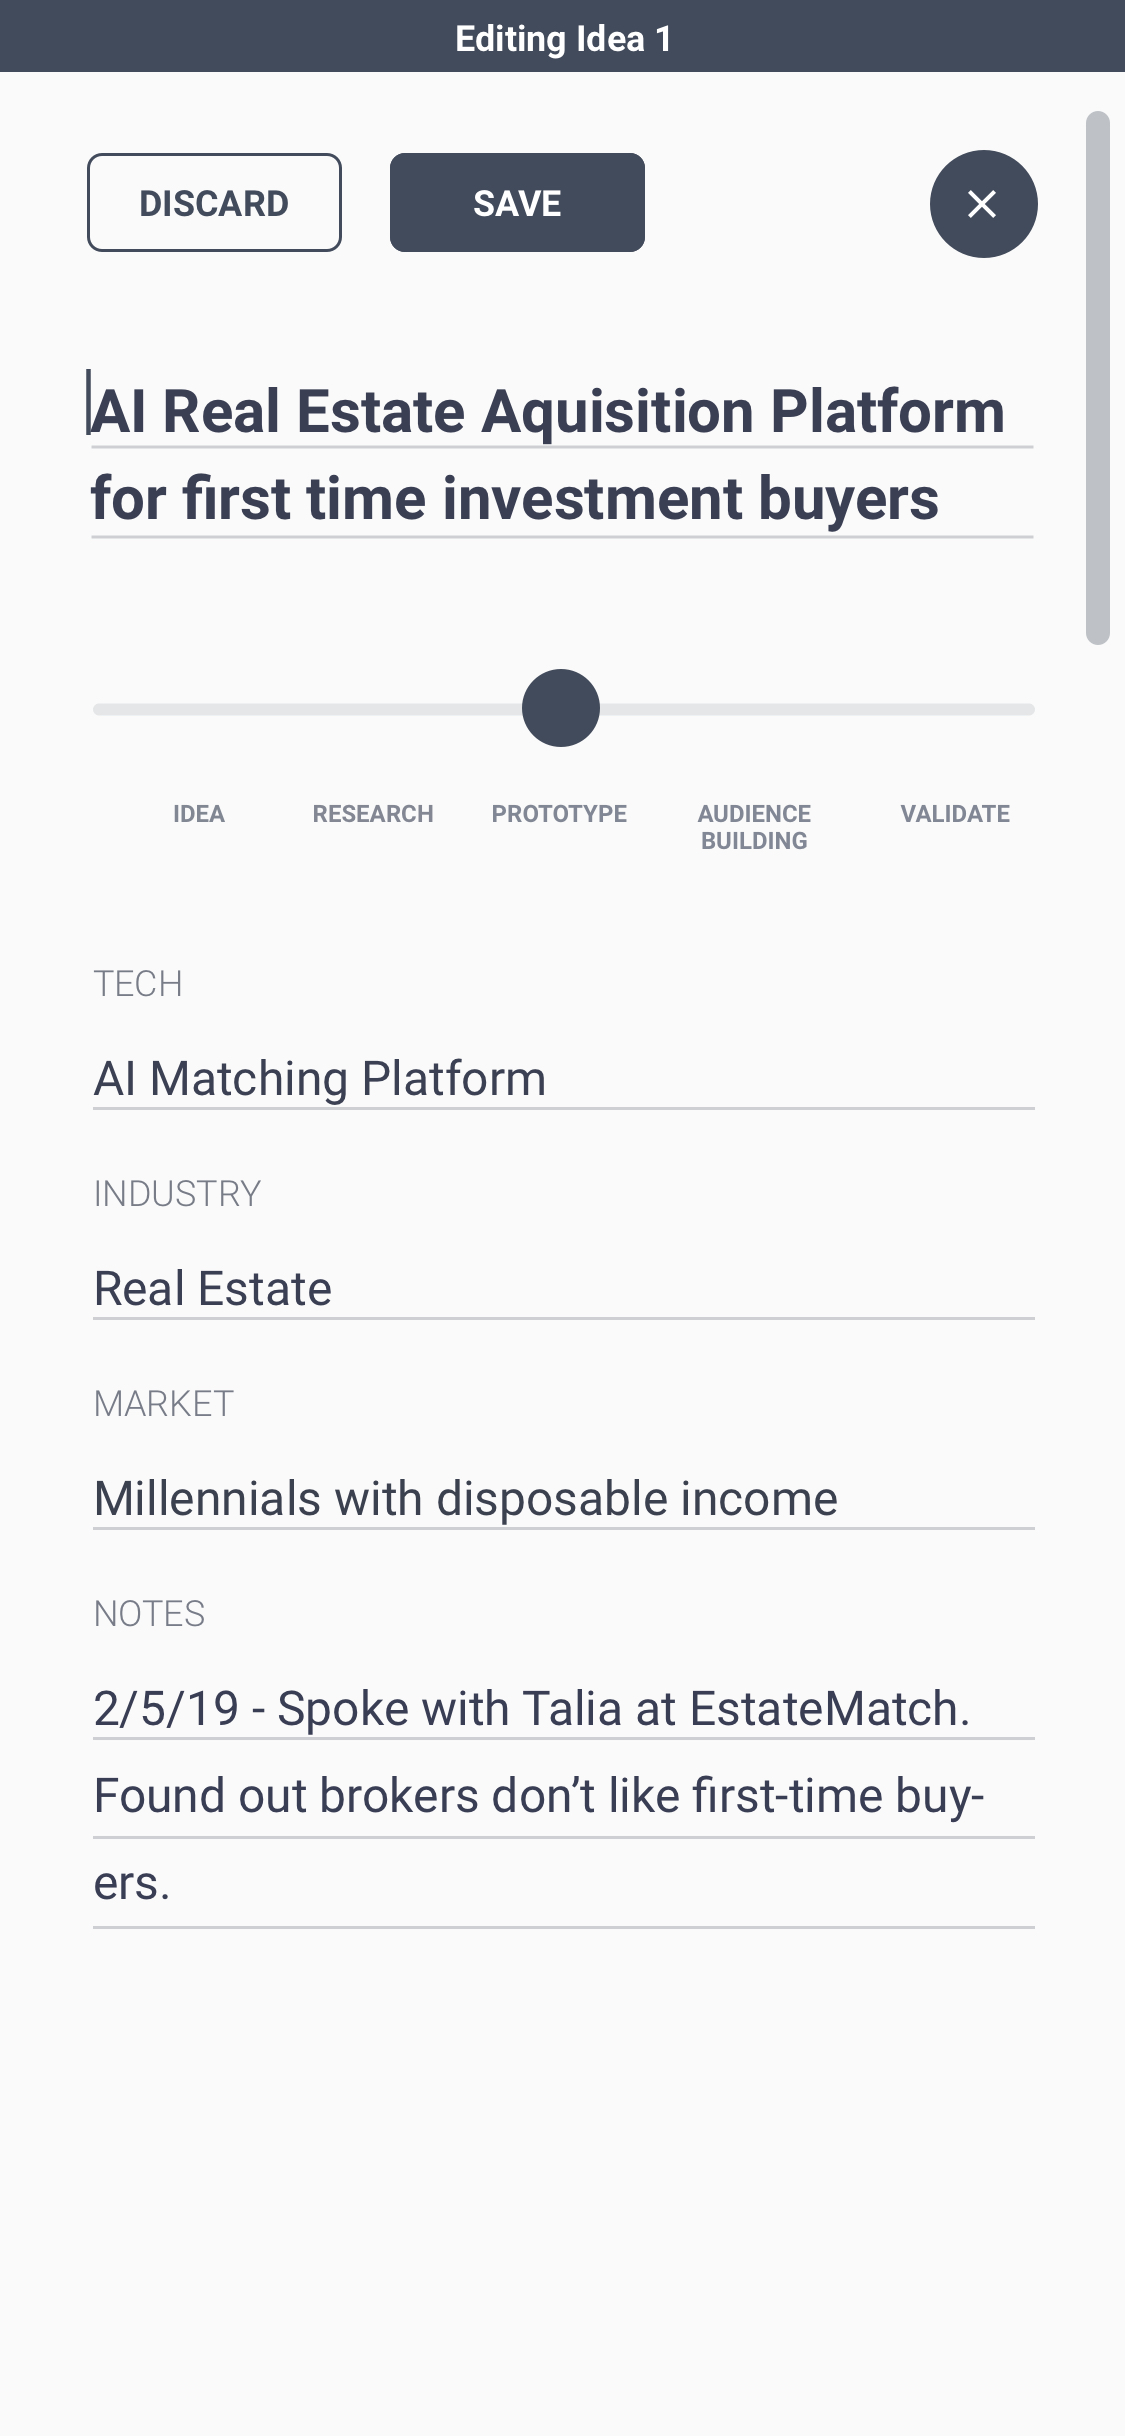 Editing Idea 1
DISCARD
SAVE
AI Real Estate Aquisition Platform
for first time investment buyers
IDEA
RESEARCH
PROTOTYPE
AUDIENCE
BUILDING
VALIDATE
TECH
AI Matching Platform
INDUSTRY
Real Estate
MARKET
Millennials with disposable income
NOTES
2/5/19 - Spoke with Talia at EstateMatch.
Found out brokers don’t like first-time buy-
ers.